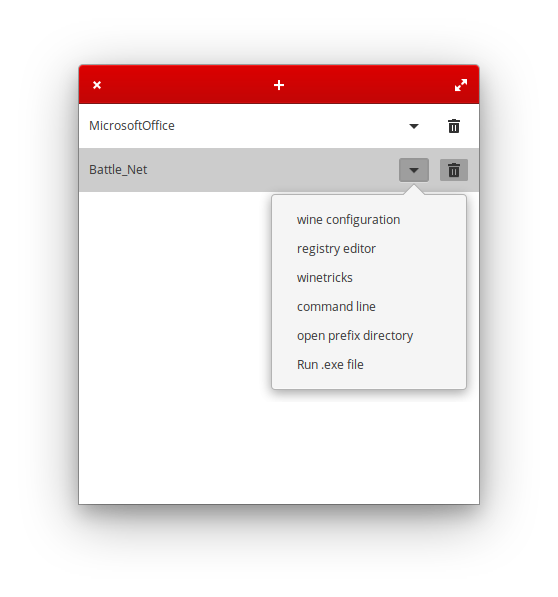 MicrosoftOffice
Battle_Net
wine configuration
registry editor
winetricks
command line
open prefix directory
Run .exe file